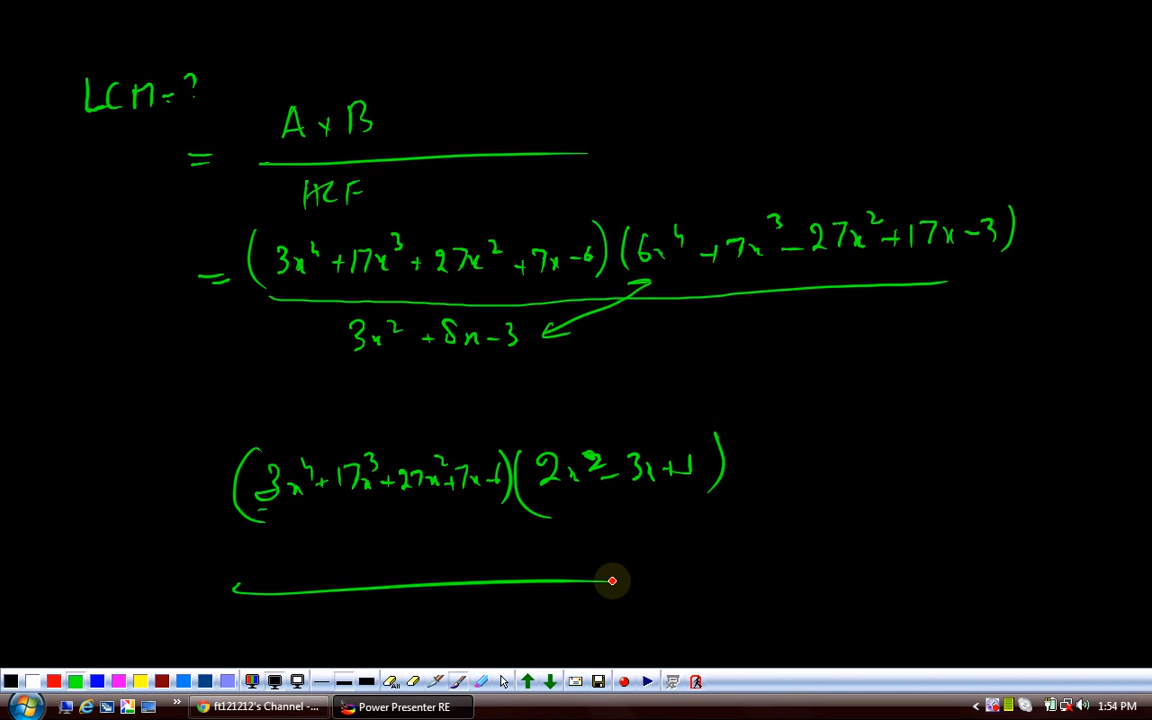 LCM = ?
= A × B
HCF
= (3x⁴ + 17x³ + 27x² + 7x - 6)(6x⁴ + 7x³ - 27x² + 17x - 3)
3x² + 8x - 3
(3x⁴ + 17x³ + 27x² + 7x - 6)(2x² - 3x + 1)
All
ft121212's Channel -...
Power Presenter RE
1:54 PM